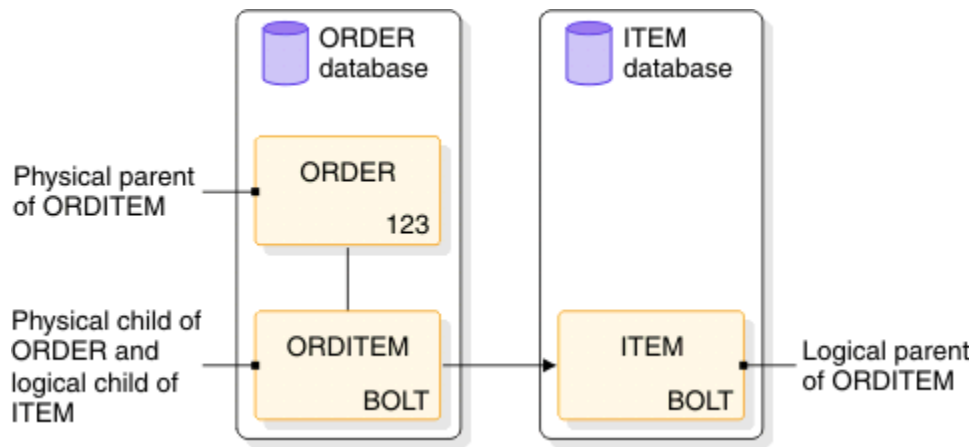 ORDER
database
ITEM
database
Physical parent
of ORDITEM
ORDER
123
Physical child of
ORDER and
logical child of
ITEM
ORDITEM
BOLT
ITEM
BOLT
Logical parent
of ORDITEM